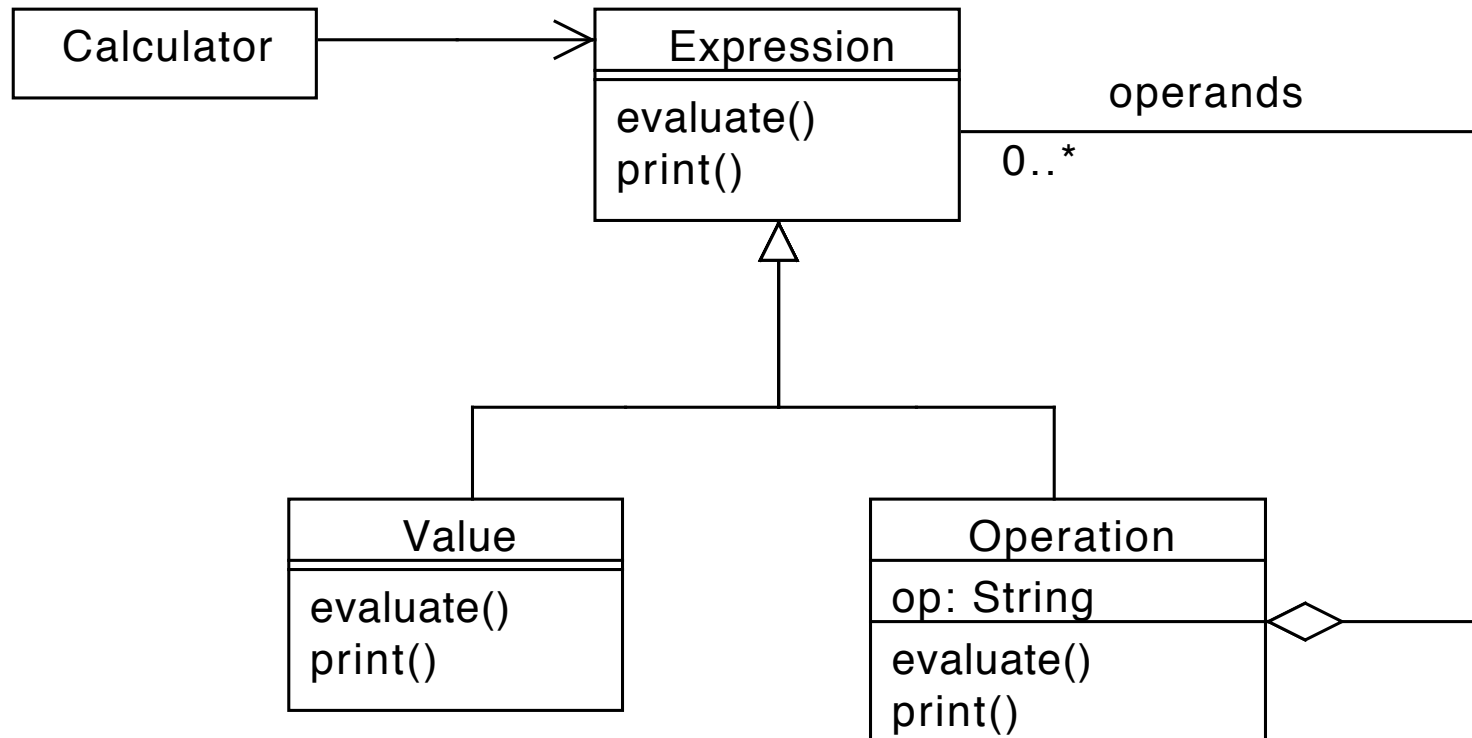 Calculator
Expression
evaluate()
print()
operands
0..*
Value
evaluate()
print()
Operation
op: String
evaluate()
print()